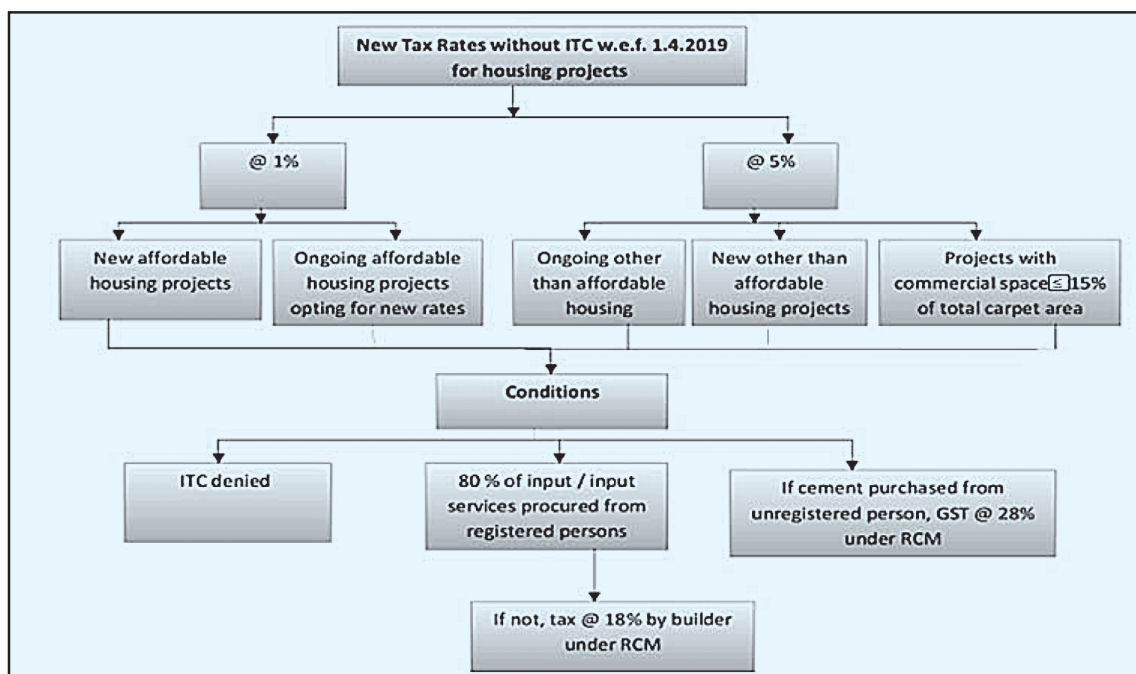 New Tax Rates without ITC w.e.f. 1.4.2019
for housing projects
@ 1%
@ 5%
New affordable
housing projects
Ongoing affordable
housing projects
opting for new rates
Ongoing other
than affordable
housing
New other than
affordable
housing projects
Projects with
commercial space≤15%
of total carpet area
Conditions
ITC denied
80 % of input / input
services procured from
registered persons
If cement purchased from
unregistered person, GST @ 28%
under RCM
If not, tax @ 18% by builder
under RCM